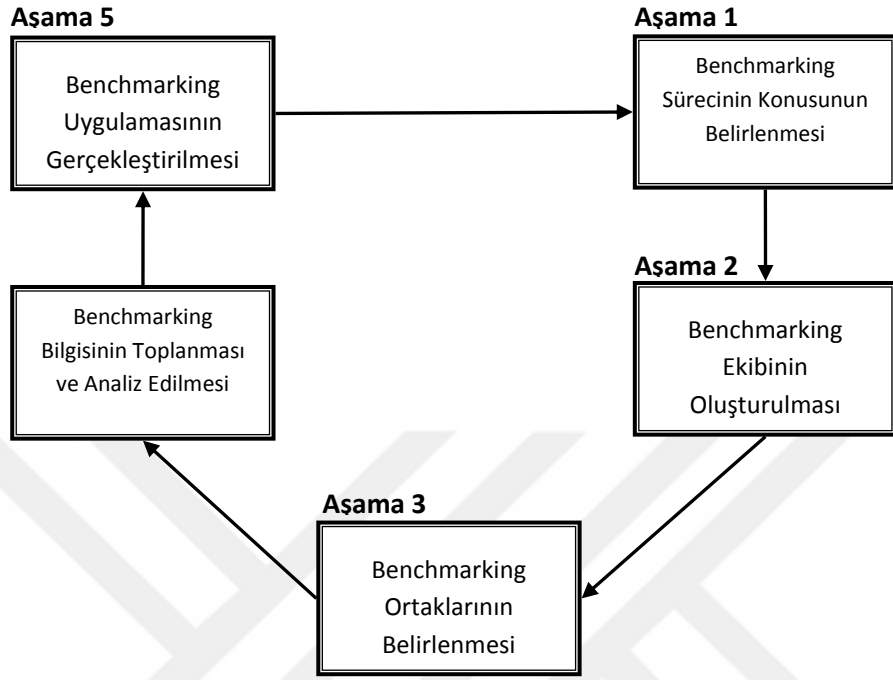 Aşama 5
Benchmarking
Uygulamasının
Gerçekleştirilmesi
Aşama 1
Benchmarking
Sürecinin Konusunun
Belirlenmesi
Aşama 2
Benchmarking
Ekibinin
Oluşturulması
Benchmarking
Bilgisinin Toplanması
ve Analiz Edilmesi
Aşama 3
Benchmarking
Ortaklarının
Belirlenmesi